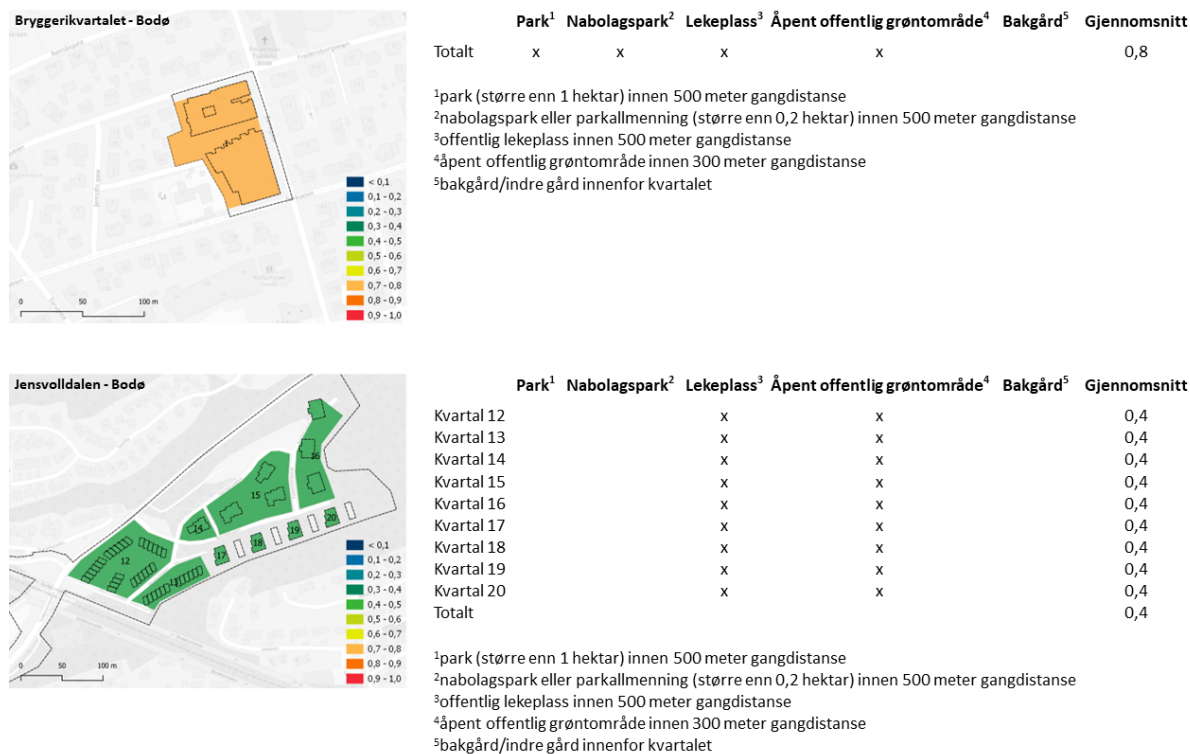 Bryggerikvartalet - Bodø
< 0,1
0,1 - 0,2
0,2 - 0,3
0,3 - 0,4
0,4 - 0,5
0,5 - 0,6
0,6 - 0,7
0,7 - 0,8
0,8 - 0,9
0,9 - 1,0
0 50 100 m
Park¹ Nabolagspark² Lekeplass³ Åpent offentlig grøntområde⁴ Bakgård⁵ Gjennomsnitt
Totalt x x x x 0,8
¹park (større enn 1 hektar) innen 500 meter gangdistanse
²nabolagspark eller parkallmenning (større enn 0,2 hektar) innen 500 meter gangdistanse
³offentlig lekeplass innen 500 meter gangdistanse
⁴åpent offentlig grøntområde innen 300 meter gangdistanse
⁵bakgård/indre gård innenfor kvartalet
Jensvolldalen - Bodø
16
15
14
20
19
18
17
12
13
< 0,1
0,1 - 0,2
0,2 - 0,3
0,3 - 0,4
0,4 - 0,5
0,5 - 0,6
0,6 - 0,7
0,7 - 0,8
0,8 - 0,9
0,9 - 1,0
0 50 100 m
Park¹ Nabolagspark² Lekeplass³ Åpent offentlig grøntområde⁴ Bakgård⁵ Gjennomsnitt
Kvartal 12 x x 0,4
Kvartal 13 x x 0,4
Kvartal 14 x x 0,4
Kvartal 15 x x 0,4
Kvartal 16 x x 0,4
Kvartal 17 x x 0,4
Kvartal 18 x x 0,4
Kvartal 19 x x 0,4
Kvartal 20 x x 0,4
Totalt 0,4
¹park (større enn 1 hektar) innen 500 meter gangdistanse
²nabolagspark eller parkallmenning (større enn 0,2 hektar) innen 500 meter gangdistanse
³offentlig lekeplass innen 500 meter gangdistanse
⁴åpent offentlig grøntområde innen 300 meter gangdistanse
⁵bakgård/indre gård innenfor kvartalet